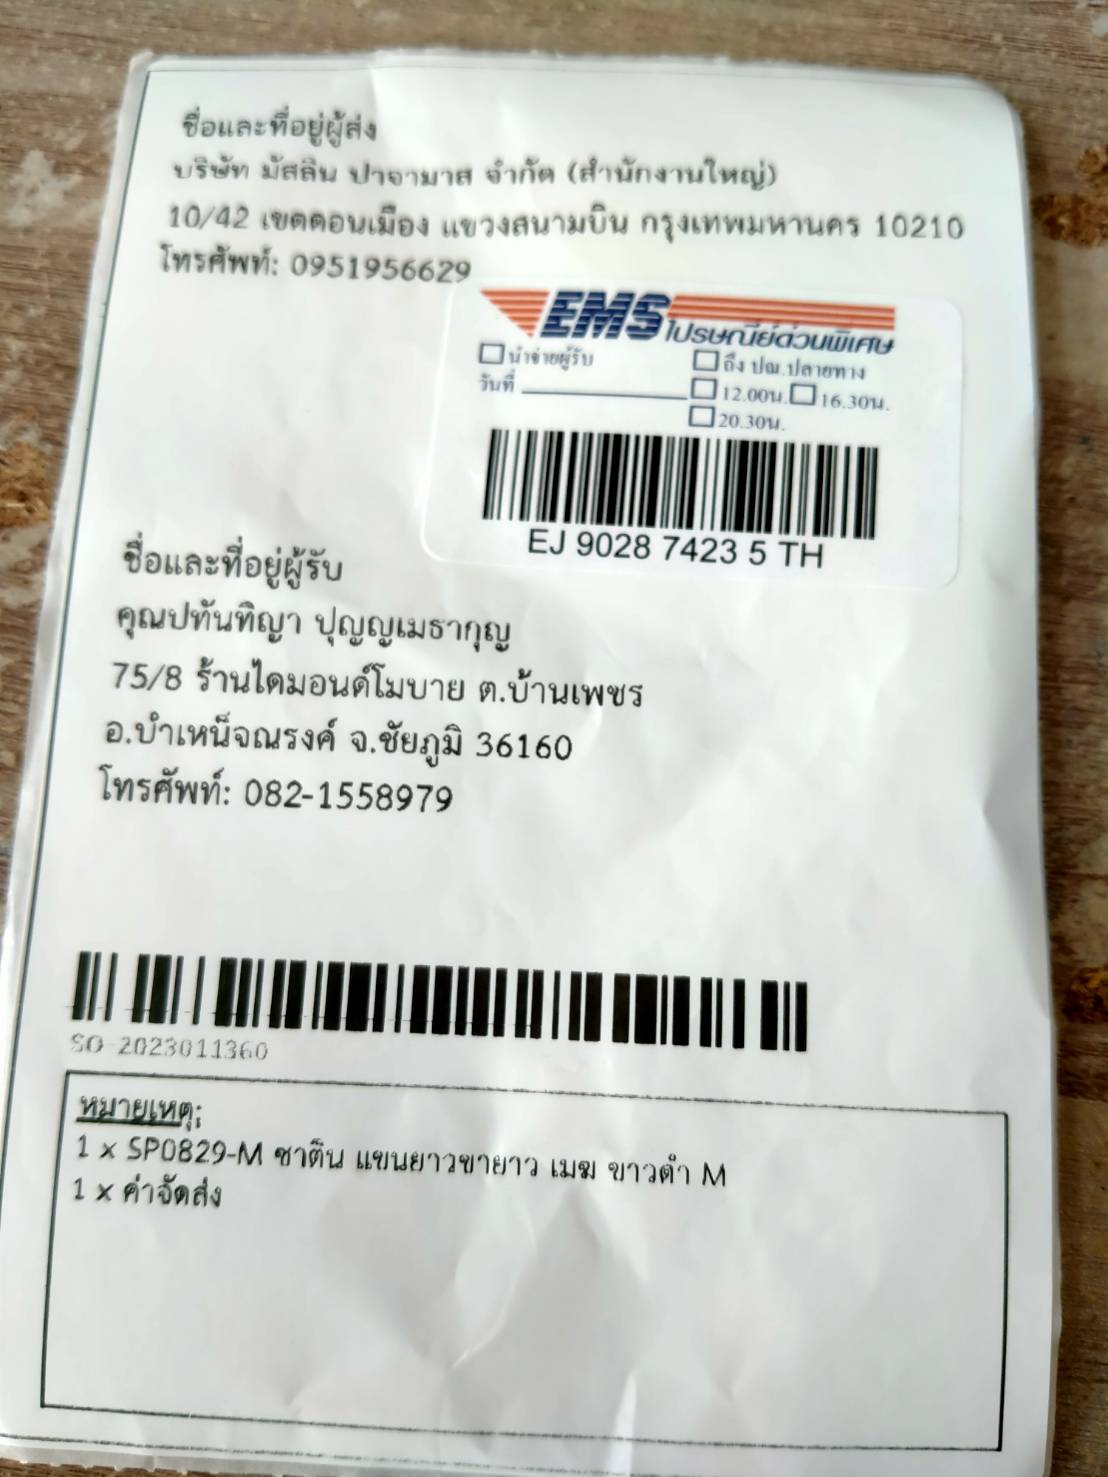 ชื่อและที่อยู่ผู้ส่ง
บริษัท มัสลิน ปาจามาส จำกัด (สำนักงานใหญ่)
10/42 เขตดอนเมือง แขวงสนามบิน กรุงเทพมหานคร 10210
โทรศัพท์: 0951956629
EMS ไปรษณีย์ด่วนพิเศษ
นำจ่ายผู้รับ
ถึง ปณ.ปลายทาง
วันที่
12.00น. 16.30น.
20.30น.
EJ 9028 7423 5 TH
ชื่อและที่อยู่ผู้รับ
คุณปทันทิญา ปุญญเมธากุญ
75/8 ร้านไดมอนด์โมบาย ต.บ้านเพชร
อ.บำเหน็จณรงค์ จ.ชัยภูมิ 36160
โทรศัพท์: 082-1558979
SO-2023011360
หมายเหตุ:
1 x SP0829-M ซาติน แขนยาวขายาว เมฆ ขาวดำ M
1 x ค่าจัดส่ง